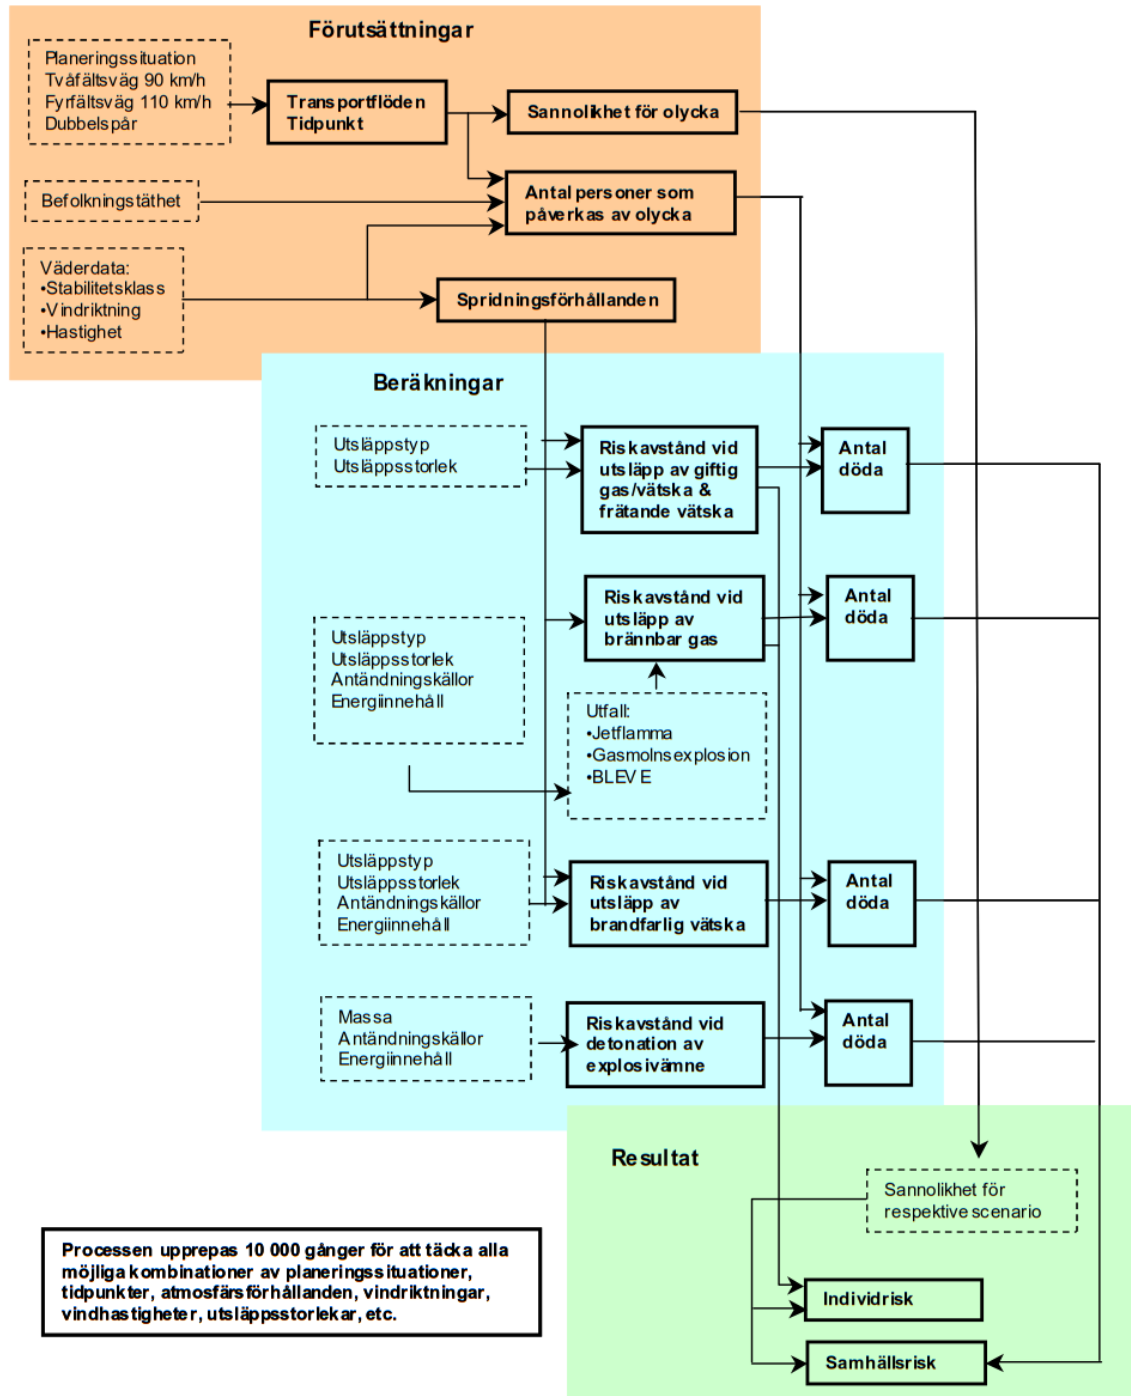 Förutsättningar
Planeringssituation
Tvåfältsväg 90 km/h
Fyrfältsväg 110 km/h
Dubbelspår
Transportflöden
Tidpunkt
Sannolikhet för olycka
Befolkningstäthet
Antal personer som
påverkas av olycka
Väderdata:
•Stabilitetsklass
•Vindriktning
•Hastighet
Spridningsförhållanden
Beräkningar
Utsläppstyp
Utsläppsstorlek
Riskavstånd vid
utsläpp av giftig
gas/vätska &
frätande vätska
Antal
döda
Utsläppstyp
Utsläppsstorlek
Antändningskällor
Energiinnehåll
Riskavstånd vid
utsläpp av
brännbar gas
Antal
döda
Utfall:
•Jetflamma
•Gasmolnsexplosion
•BLEVE
Utsläppstyp
Utsläppsstorlek
Antändningskällor
Energiinnehåll
Riskavstånd vid
utsläpp av
brandfarlig vätska
Antal
döda
Massa
Antändningskällor
Energiinnehåll
Riskavstånd vid
detonation av
explosivämne
Antal
döda
Resultat
Sannolikhet för
respektive scenario
Individrisk
Samhällsrisk
Processen upprepas 10 000 gånger för att täcka alla
möjliga kombinationer av planeringssituationer,
tidpunkter, atmosfärsförhållanden, vindriktningar,
vindhastigheter, utsläppsstorlekar, etc.